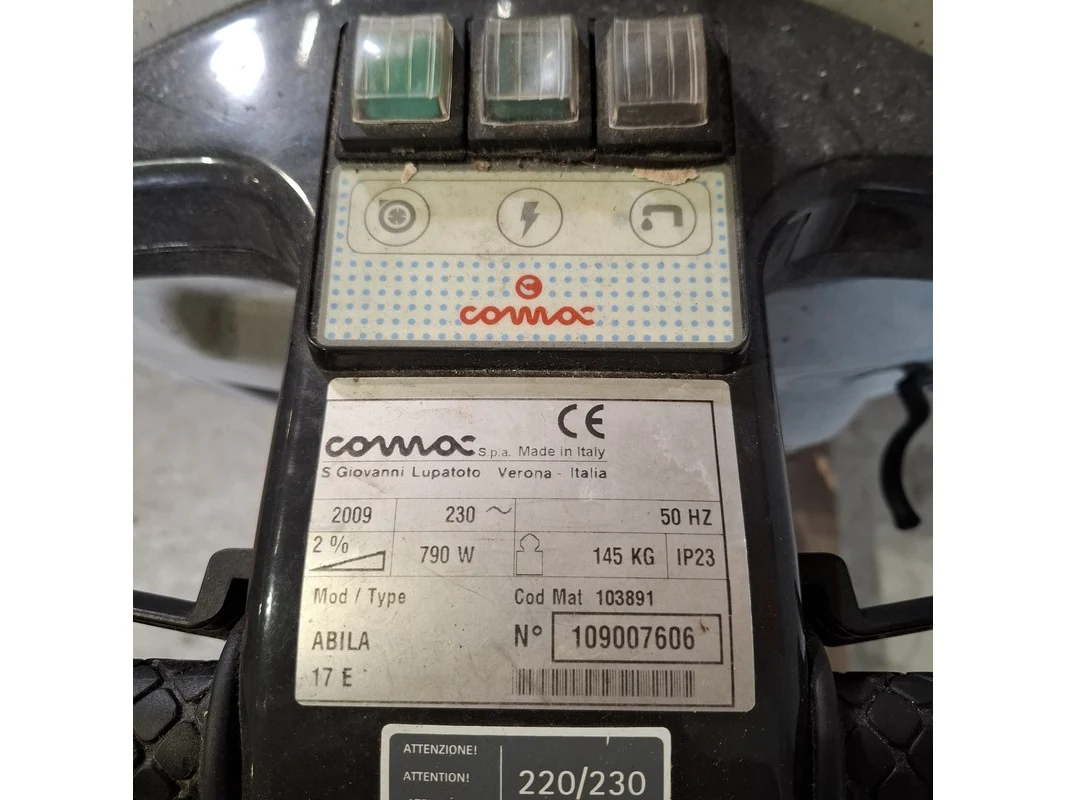 comac
CE
comac S.p.a. Made in Italy
S Giovanni Lupatoto Verona - Italia
2009 230 ~ 50 HZ
2 % 790 W 145 KG IP23
Mod / Type Cod Mat 103891
ABILA N° 109007606
17 E
ATTENZIONE!
ATTENTION! 220/230